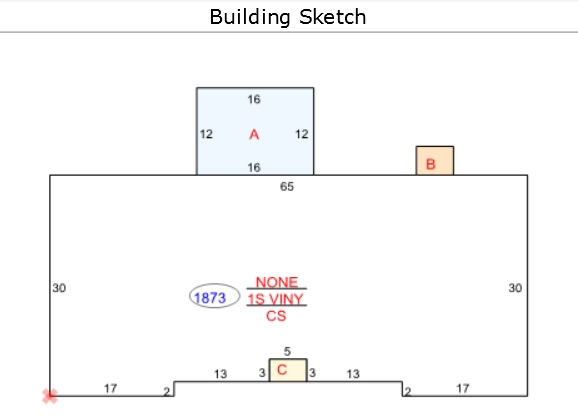 Building Sketch
16
12 A 12
16
B
65
30
30
1873
NONE
1S VINY
CS
5
13 3 C 3 13
17 2
2 17